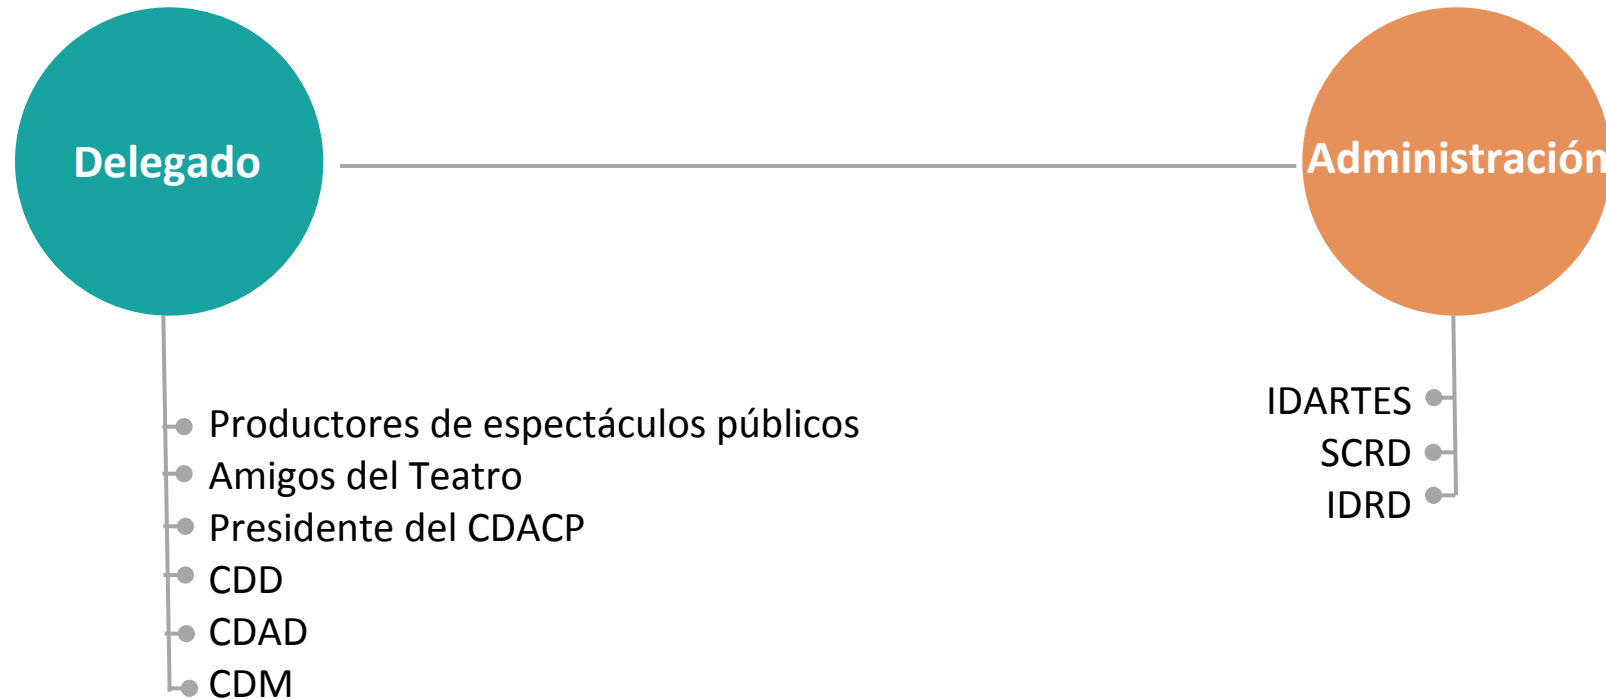 Delegado
Administración
Productores de espectáculos públicos
Amigos del Teatro
Presidente del CDACP
CDD
CDAD
CDM
IDARTES
SCRD
IDRD